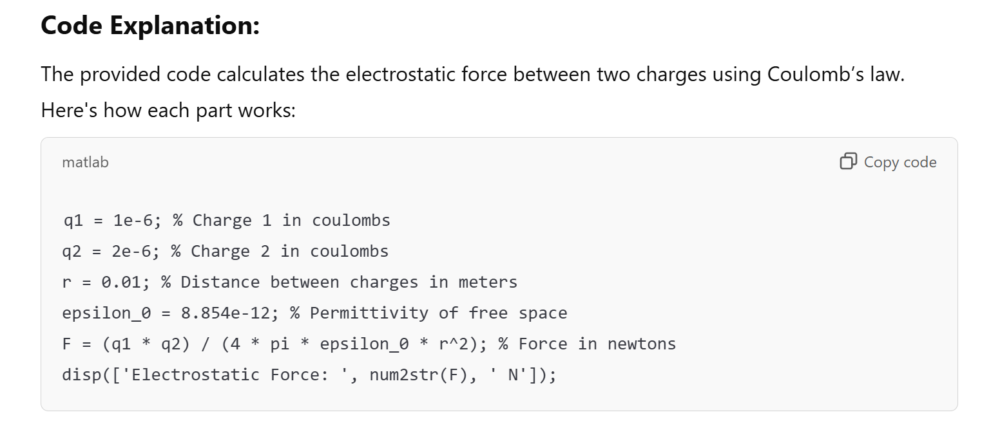 Code Explanation:
The provided code calculates the electrostatic force between two charges using Coulomb’s law.
Here's how each part works:
matlab
Copy code
q1 = 1e-6; % Charge 1 in coulombs
q2 = 2e-6; % Charge 2 in coulombs
r = 0.01; % Distance between charges in meters
epsilon_0 = 8.854e-12; % Permittivity of free space
F = (q1 * q2) / (4 * pi * epsilon_0 * r^2); % Force in newtons
disp(['Electrostatic Force: ', num2str(F), ' N']);